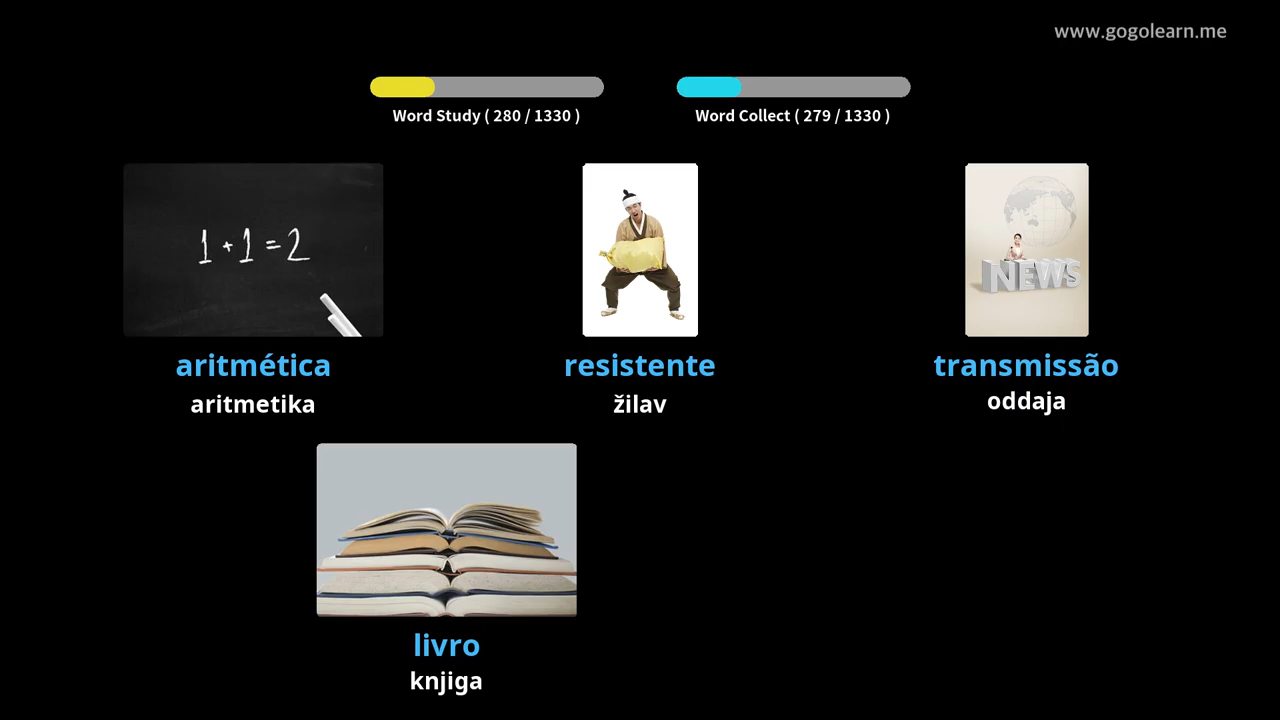 www.gogolearn.me
Word Study ( 280 / 1330 )
Word Collect ( 279 / 1330 )
1 + 1 = 2
NEWS
aritmética
aritmetika
resistente
žilav
transmissão
oddaja
livro
knjiga